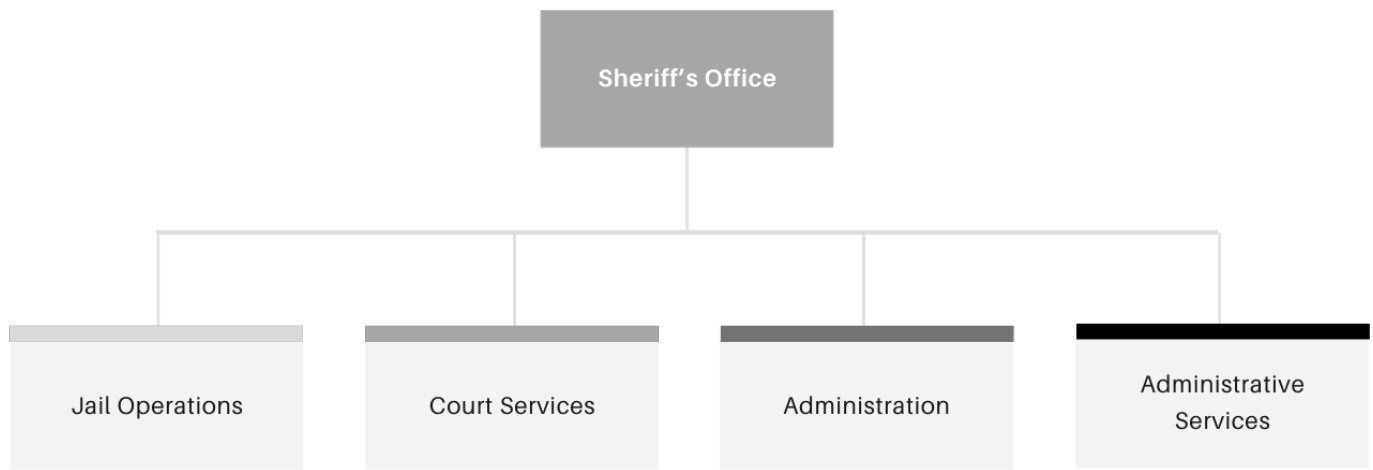 Sheriff’s Office
Jail Operations
Court Services
Administration
Administrative
Services